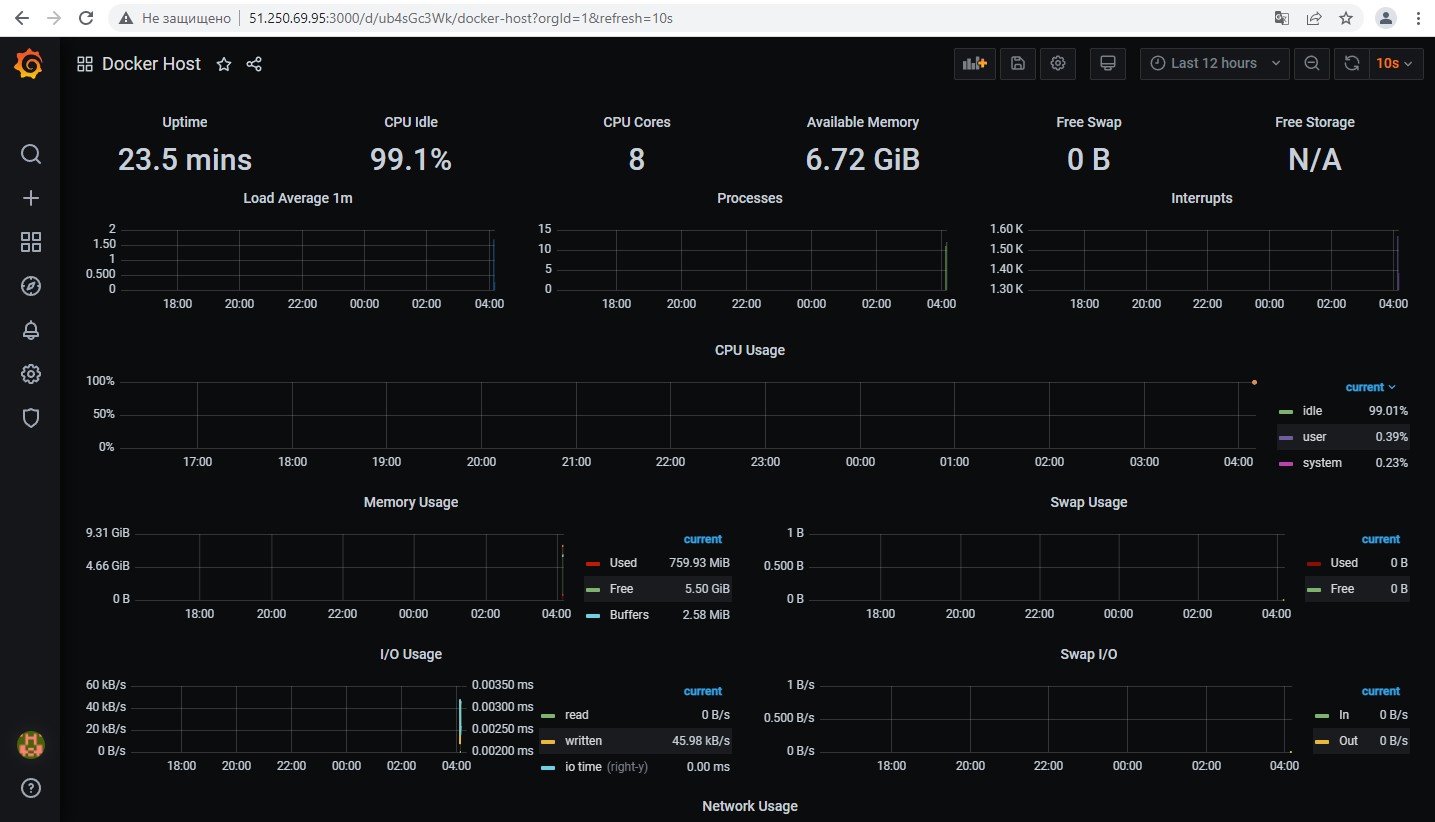 Не защищено 51.250.69.95:3000/d/ub4sGc3Wk/docker-host?orgId=1&refresh=10s
Docker Host Last 12 hours 10s
Uptime CPU Idle CPU Cores Available Memory Free Swap Free Storage
23.5 mins 99.1% 8 6.72 GiB 0 B N/A
Load Average 1m
2
1.50
1
0.500
0
18:00 20:00 22:00 00:00 02:00 04:00
Processes
15
10
5
0
18:00 20:00 22:00 00:00 02:00 04:00
Interrupts
1.60 K
1.50 K
1.40 K
1.30 K
18:00 20:00 22:00 00:00 02:00 04:00
CPU Usage
100%
50%
0%
17:00 18:00 19:00 20:00 21:00 22:00 23:00 00:00 01:00 02:00 03:00 04:00
current
idle 99.01%
user 0.39%
system 0.23%
Memory Usage
9.31 GiB
4.66 GiB
0 B
18:00 20:00 22:00 00:00 02:00 04:00
current
Used 759.93 MiB
Free 5.50 GiB
Buffers 2.58 MiB
Swap Usage
1 B
0.500 B
0 B
18:00 20:00 22:00 00:00 02:00 04:00
current
Used 0 B
Free 0 B
I/O Usage
60 kB/s
40 kB/s
20 kB/s
0 B/s
0.00350 ms
0.00300 ms
0.00250 ms
0.00200 ms
18:00 20:00 22:00 00:00 02:00 04:00
current
read 0 B/s
written 45.98 kB/s
io time (right-y) 0.00 ms
Swap I/O
1 B/s
0.500 B/s
0 B/s
18:00 20:00 22:00 00:00 02:00 04:00
current
In 0 B/s
Out 0 B/s
Network Usage